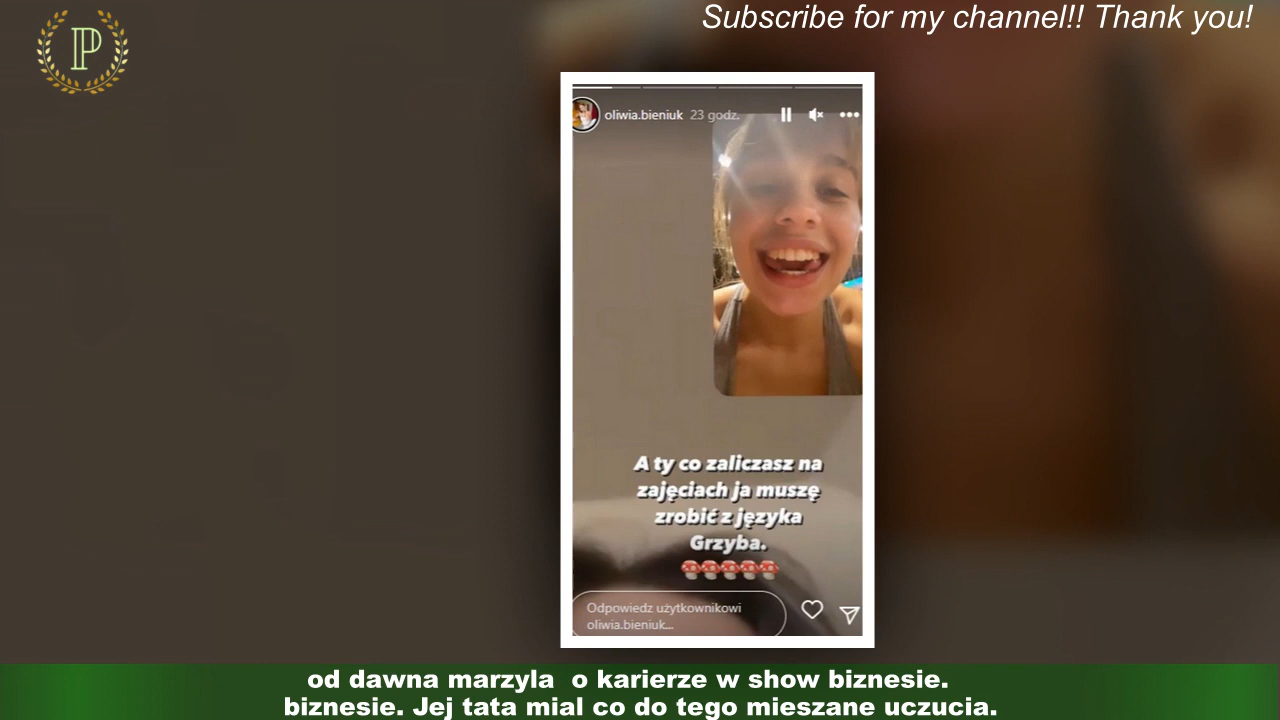 Subscribe for my channel!! Thank you!
P
oliwia.bieniuk 23 godz.
A ty co zaliczasz na
zajęciach ja muszę
zrobić z języka
Grzyba.
Odpowiedz użytkownikowi
oliwia.bieniuk...
od dawna marzyla o karierze w show biznesie.
biznesie. Jej tata mial co do tego mieszane uczucia.